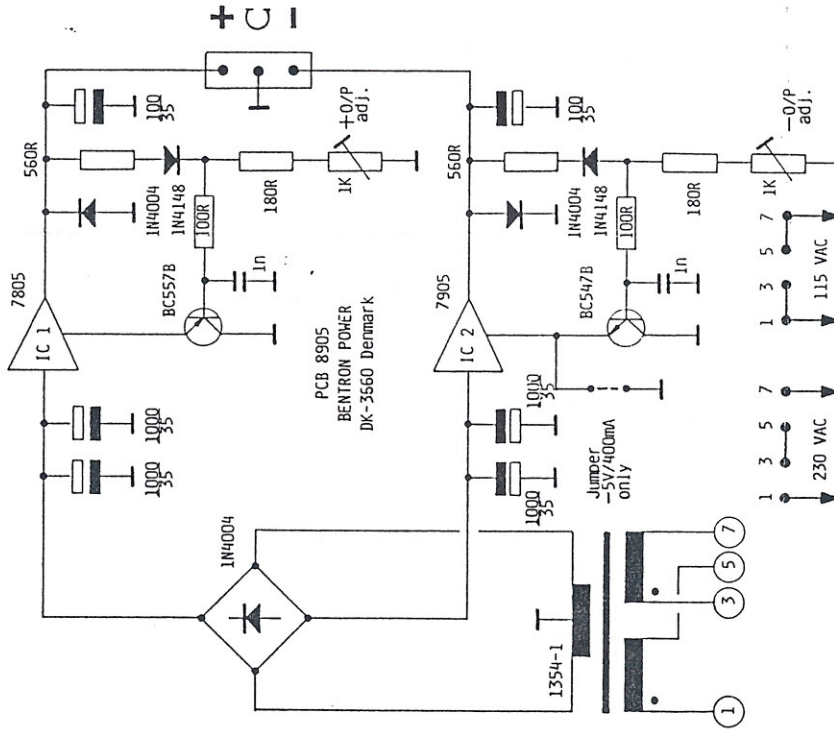 +
C
−
7805
IC 1
560R
100
35
+O/P
adj.
1N4004
1N4148
100R
180R
1K
BC557B
1n
1000
35
1000
35
PCB 8905
BENTRON POWER
DK-3660 Denmark
7905
IC 2
560R
100
35
−O/P
adj.
1N4004
1N4148
100R
180R
1K
BC547B
1n
1000
35
1000
35
Jumper
−5V/400mA
only
1N4004
1354-1
1
3
5
7
1 3 5 7
230 VAC
1 3 5 7
115 VAC